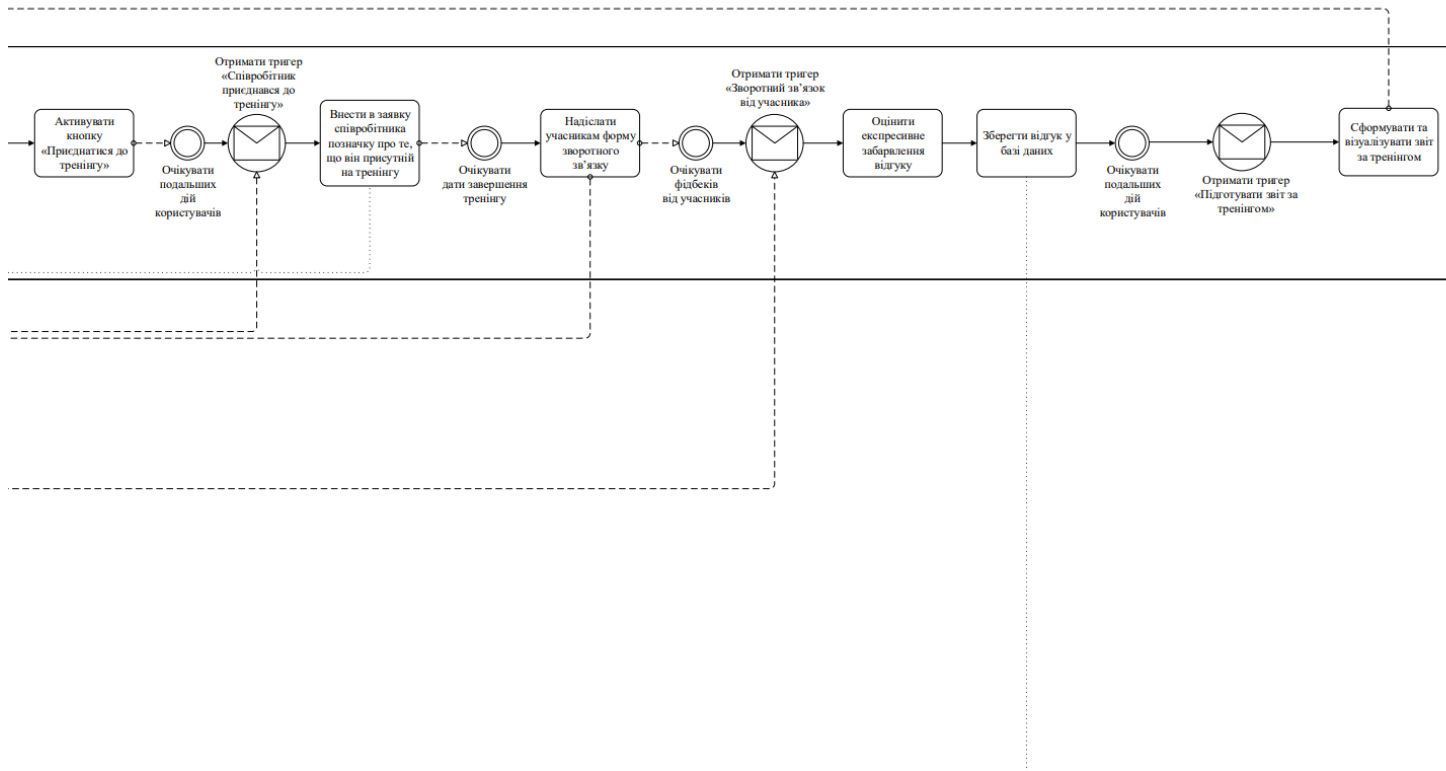 Активувати
кнопку
«Приєднатися до
тренінгу»
Очікувати
подальших
дій
користувачів
Отримати тригер
«Співробітник
приєднався до
тренінгу»
Внести в заявку
співробітника
позначку про те,
що він присутній
на тренінгу
Очікувати
дати завершення
тренінгу
Надіслати
учасникам форму
зворотного
зв’язку
Очікувати
фідбеків
від учасників
Отримати тригер
«Зворотний зв’язок
від учасника»
Оцінити
експресивне
забарвлення
відгуку
Зберегти відгук у
базі даних
Очікувати
подальших
дій
користувачів
Отримати тригер
«Підготувати звіт за
тренінгом»
Сформувати та
візуалізувати звіт
за тренінгом